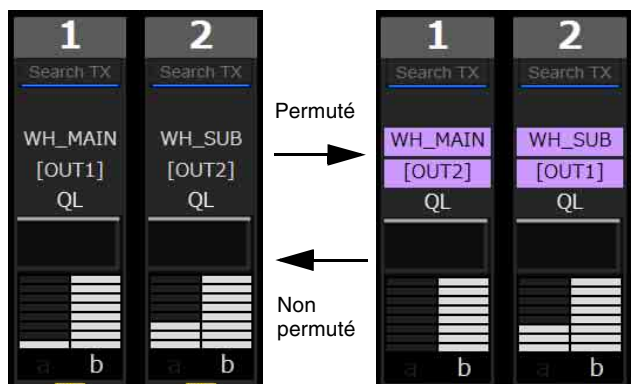 1
2
Search TX
Search TX
WH_MAIN
WH_SUB
[OUT1]
[OUT2]
QL
QL
a b
a b
Permuté
Non
permuté
1
2
Search TX
Search TX
WH_MAIN
WH_SUB
[OUT2]
[OUT1]
QL
QL
a b
a b